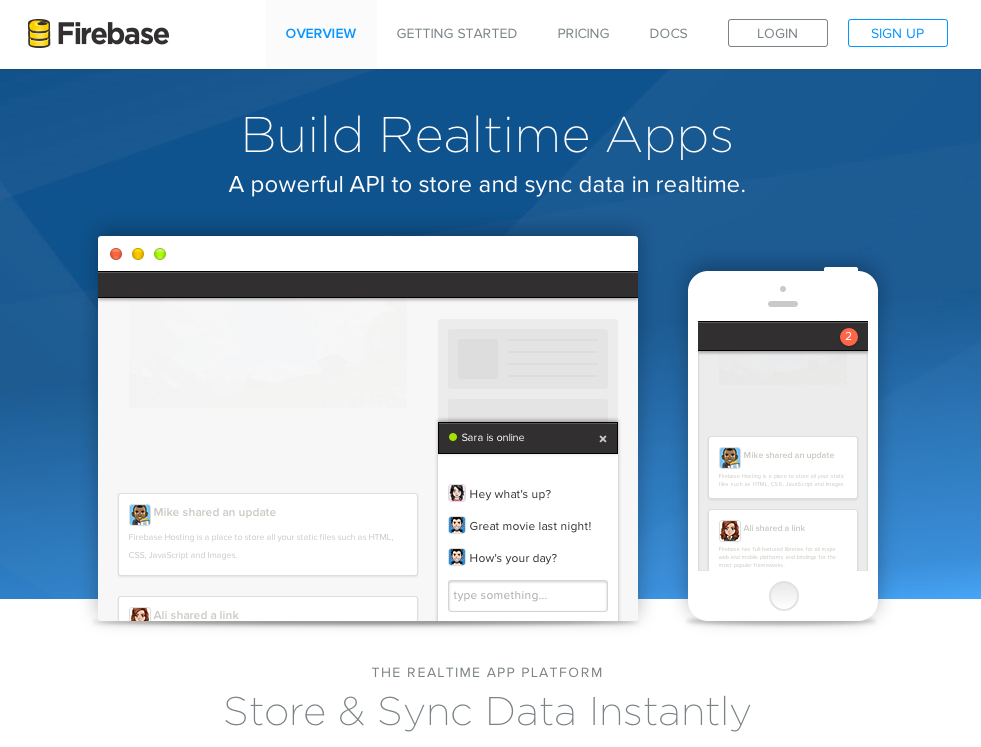 Firebase
OVERVIEW
GETTING STARTED
PRICING
DOCS
LOGIN
SIGN UP
Build Realtime Apps
A powerful API to store and sync data in realtime.
Sara is online
×
Hey what's up?
Great movie last night!
How's your day?
type something...
Mike shared an update
Firebase Hosting is a place to store all your static files such as HTML,
CSS, JavaScript and Images.
Ali shared a link
2
Mike shared an update
Firebase Hosting is a place to store all your static
files such as HTML, CSS, JavaScript and Images.
Ali shared a link
Firebase has full-featured libraries for all major
web and mobile platforms and bindings for the
most popular frameworks.
THE REALTIME APP PLATFORM
Store & Sync Data Instantly